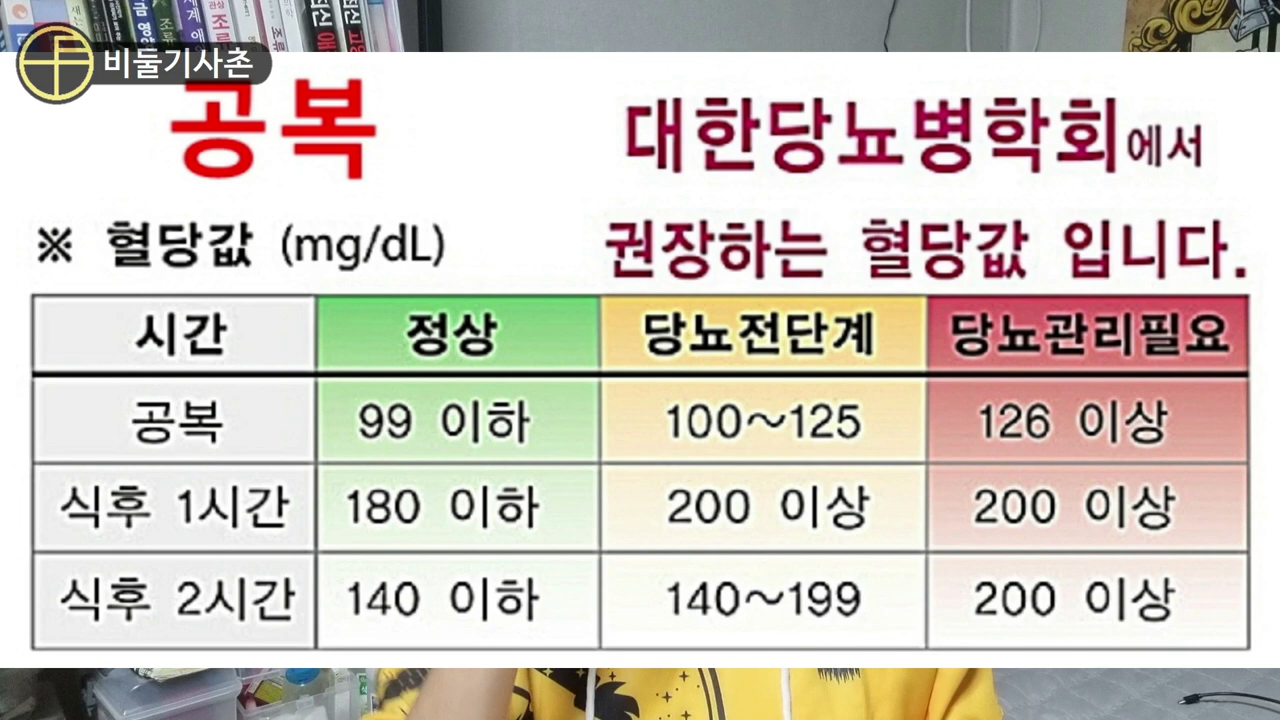 비둘기사촌
공복
대한당뇨병학회에서
권장하는 혈당값 입니다.
※ 혈당값 (mg/dL)
시간 정상 당뇨전단계 당뇨관리필요
공복 99 이하 100~125 126 이상
식후 1시간 180 이하 200 이상 200 이상
식후 2시간 140 이하 140~199 200 이상